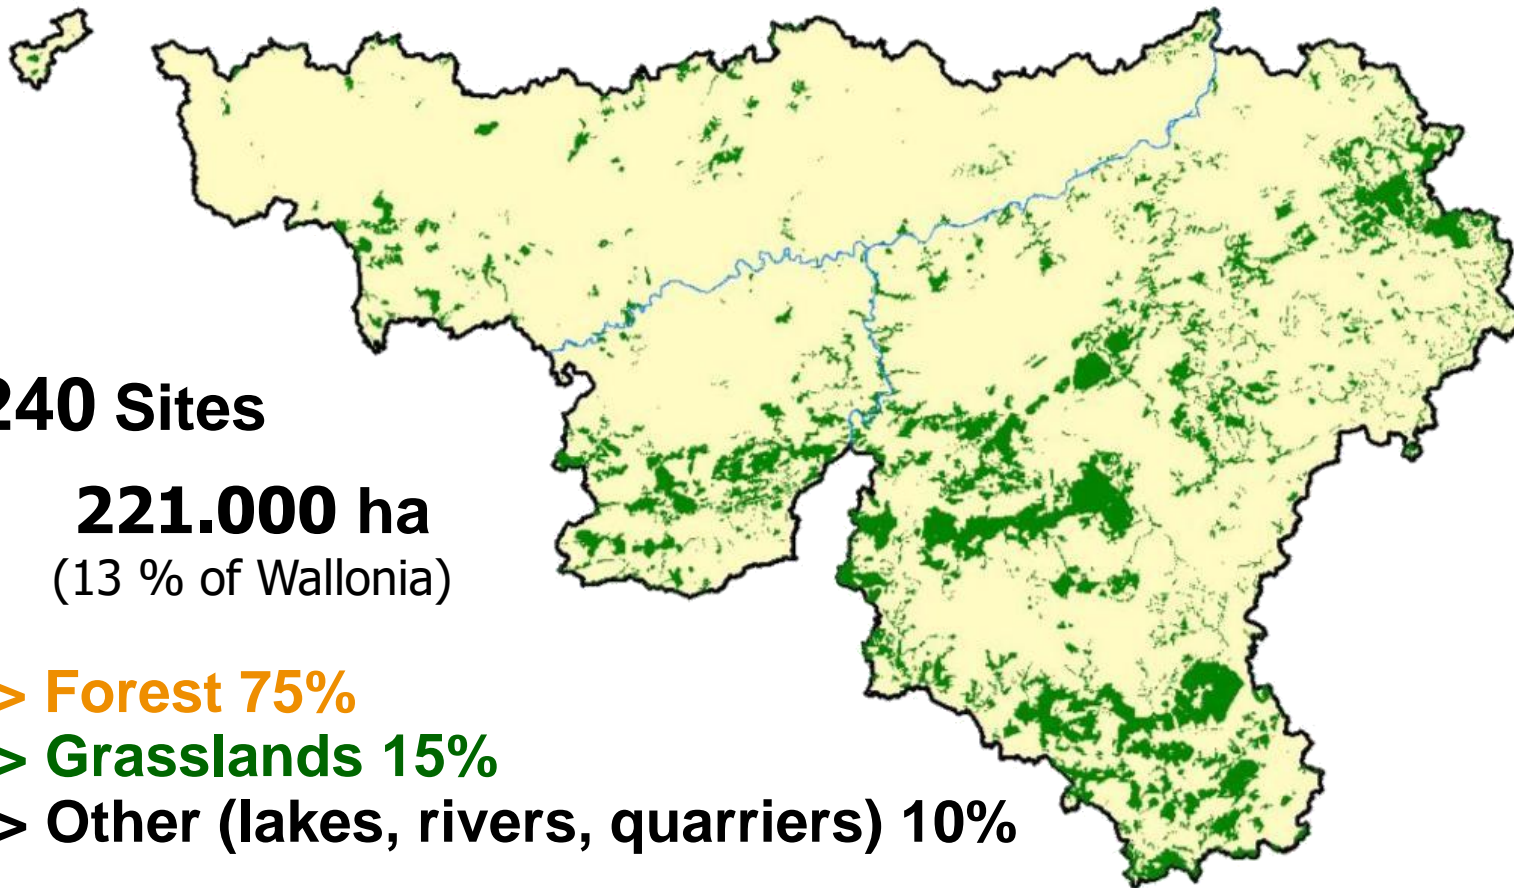 240 Sites
221.000 ha
(13 % of Wallonia)
> Forest 75%
> Grasslands 15%
> Other (lakes, rivers, quarriers) 10%